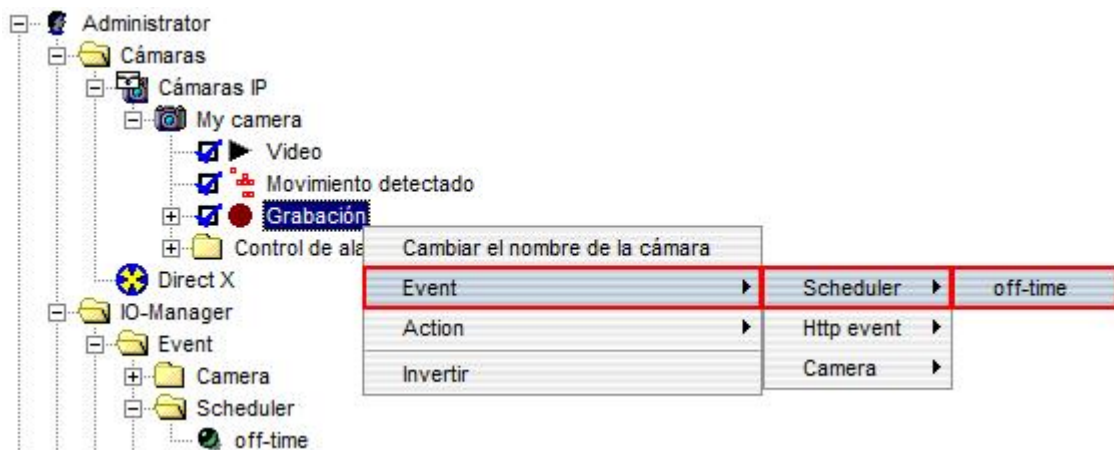 Administrator
Cámaras
Cámaras IP
My camera
Video
Movimiento detectado
Grabación
Control de ala
Cambiar el nombre de la cámara
Direct X
Event
Scheduler
off-time
IO-Manager
Action
Http event
Event
Camera
Camera
Invertir
Scheduler
off-time